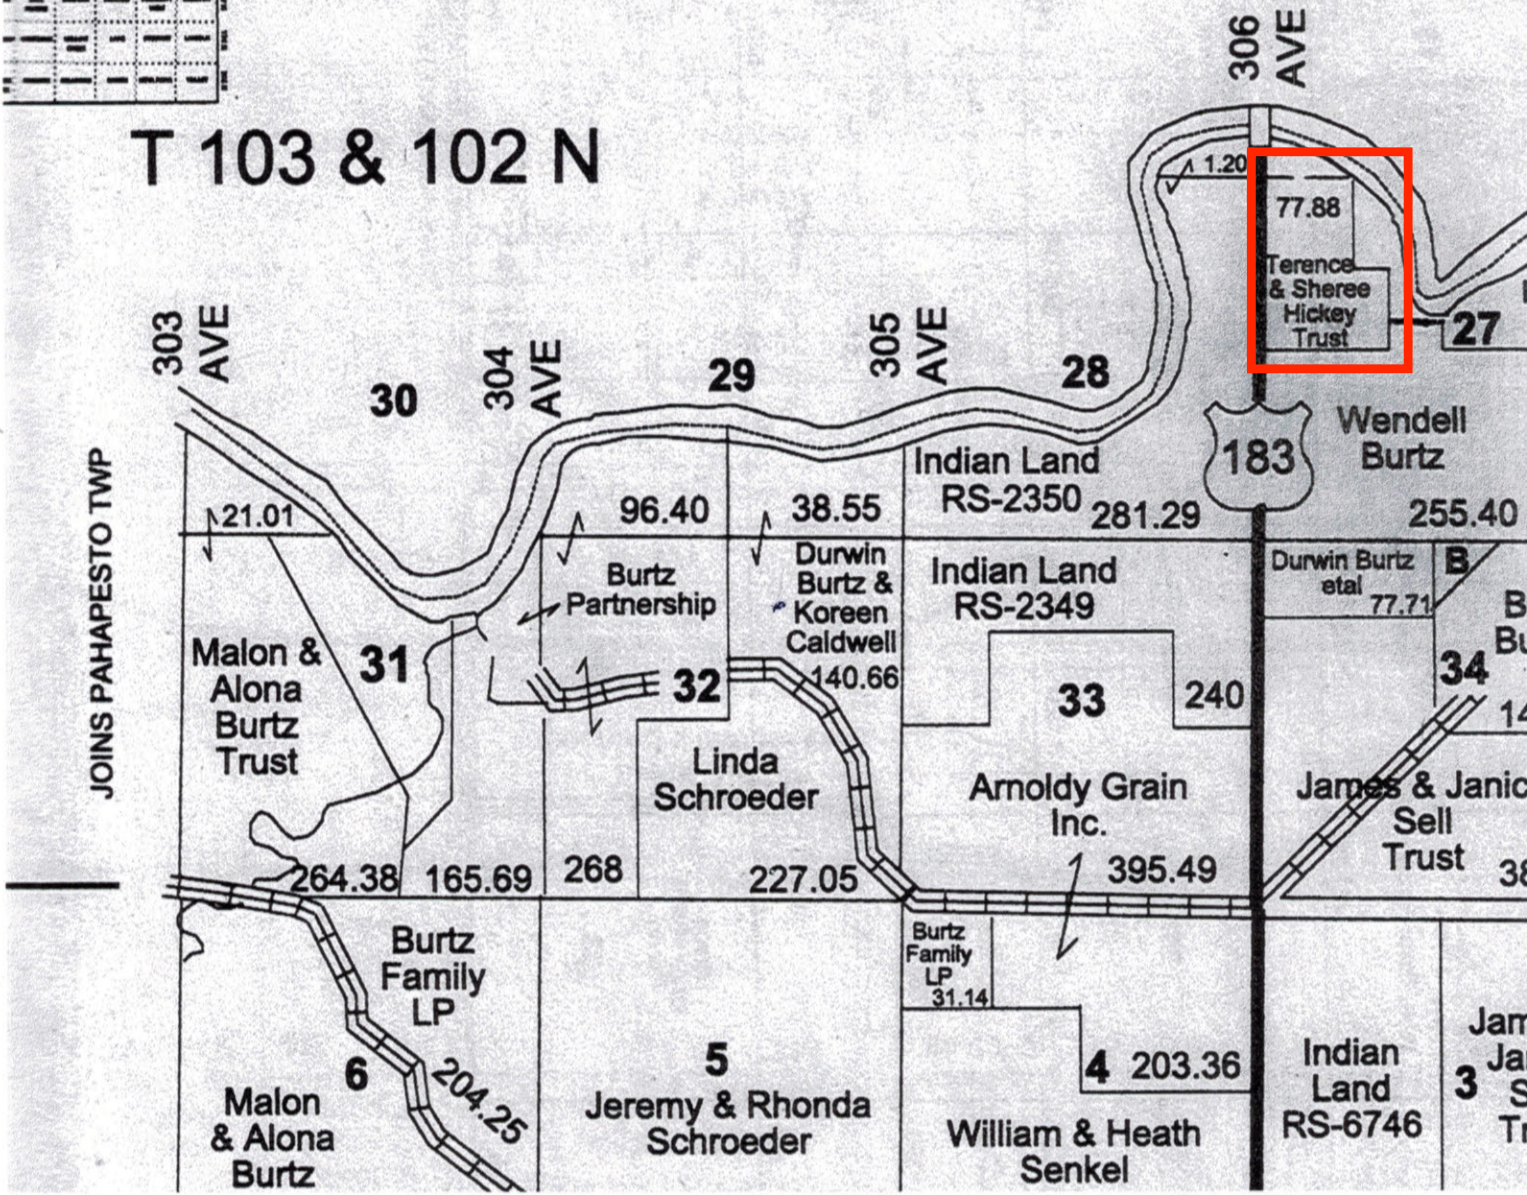 306
AVE
T 103 & 102 N
1.20
77.88
Terence
& Sheree
Hickey
Trust
27
303
AVE
304
AVE
305
AVE
30
29
28
183
Wendell
Burtz
255.40
JOINS PAHAPESTO TWP
21.01
96.40
38.55
Indian Land
RS-2350
281.29
Burtz
Partnership
Durwin
Burtz &
Koreen
Caldwell
140.66
Indian Land
RS-2349
Durwin Burtz
etal
77.71
B
Malon &
Alona
Burtz
Trust
31
32
33
240
34
Linda
Schroeder
Arnoldy Grain
Inc.
James & Janic
Sell
Trust
264.38
165.69
268
227.05
395.49
38
Burtz
Family
LP
204.25
Burtz
Family
LP
31.14
6
5
4
203.36
3
Malon
& Alona
Burtz
Jeremy & Rhonda
Schroeder
William & Heath
Senkel
Indian
Land
RS-6746